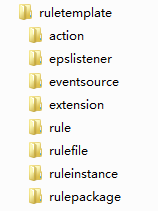 ruletemplate
action
epslistener
eventsource
extension
rule
rulefile
ruleinstance
rulepackage